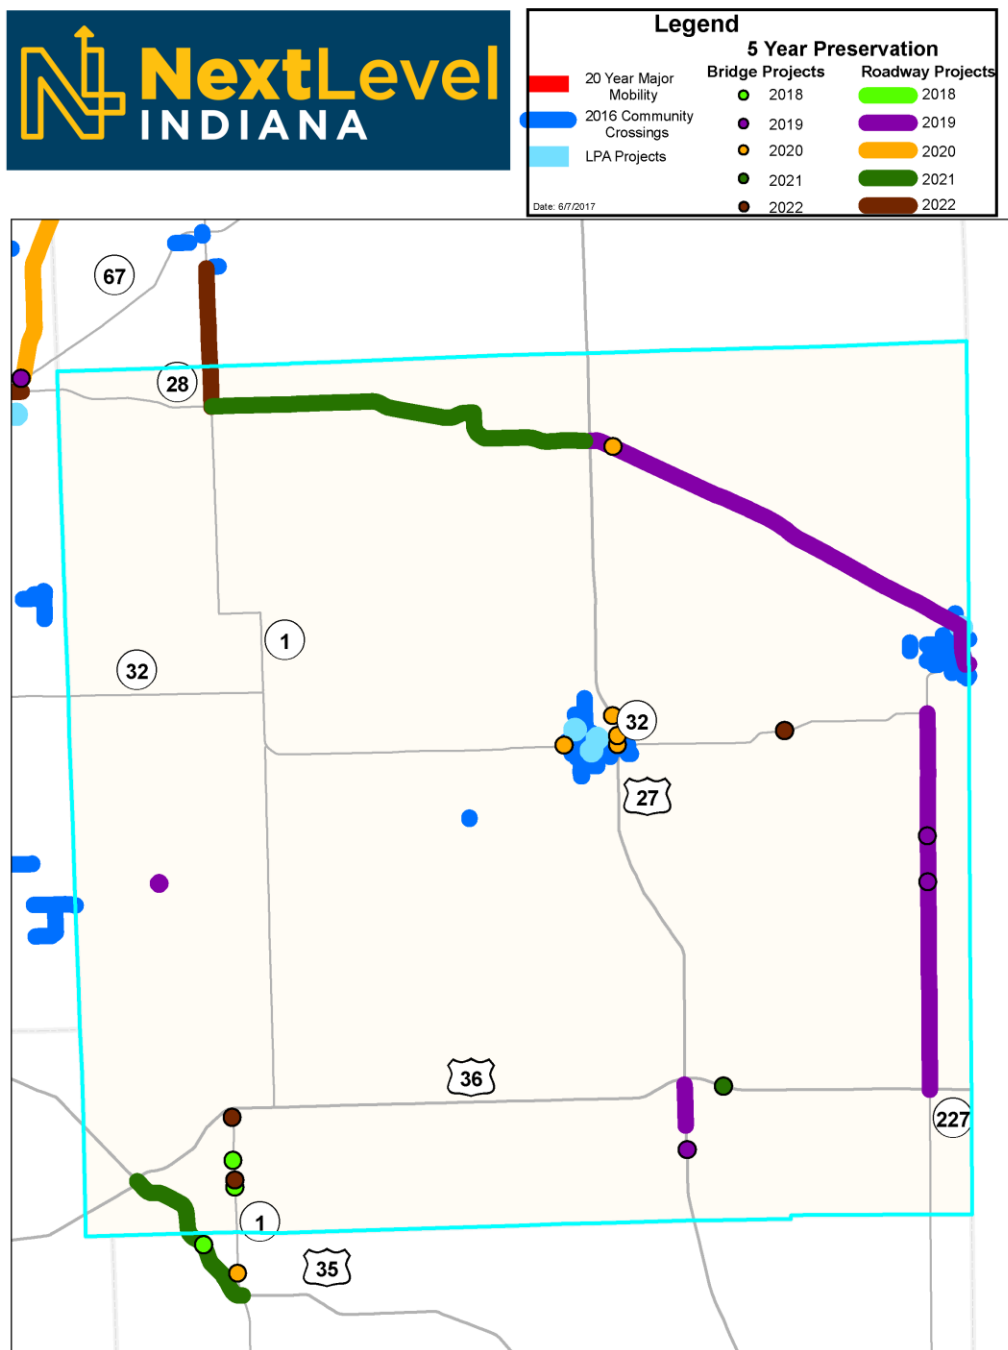 NextLevel
INDIANA
Legend
5 Year Preservation
Bridge Projects
Roadway Projects
20 Year Major
Mobility
2016 Community
Crossings
LPA Projects
2018
2019
2020
2021
2022
2018
2019
2020
2021
2022
Date: 6/7/2017
67
28
1
32
32
27
36
227
1
35